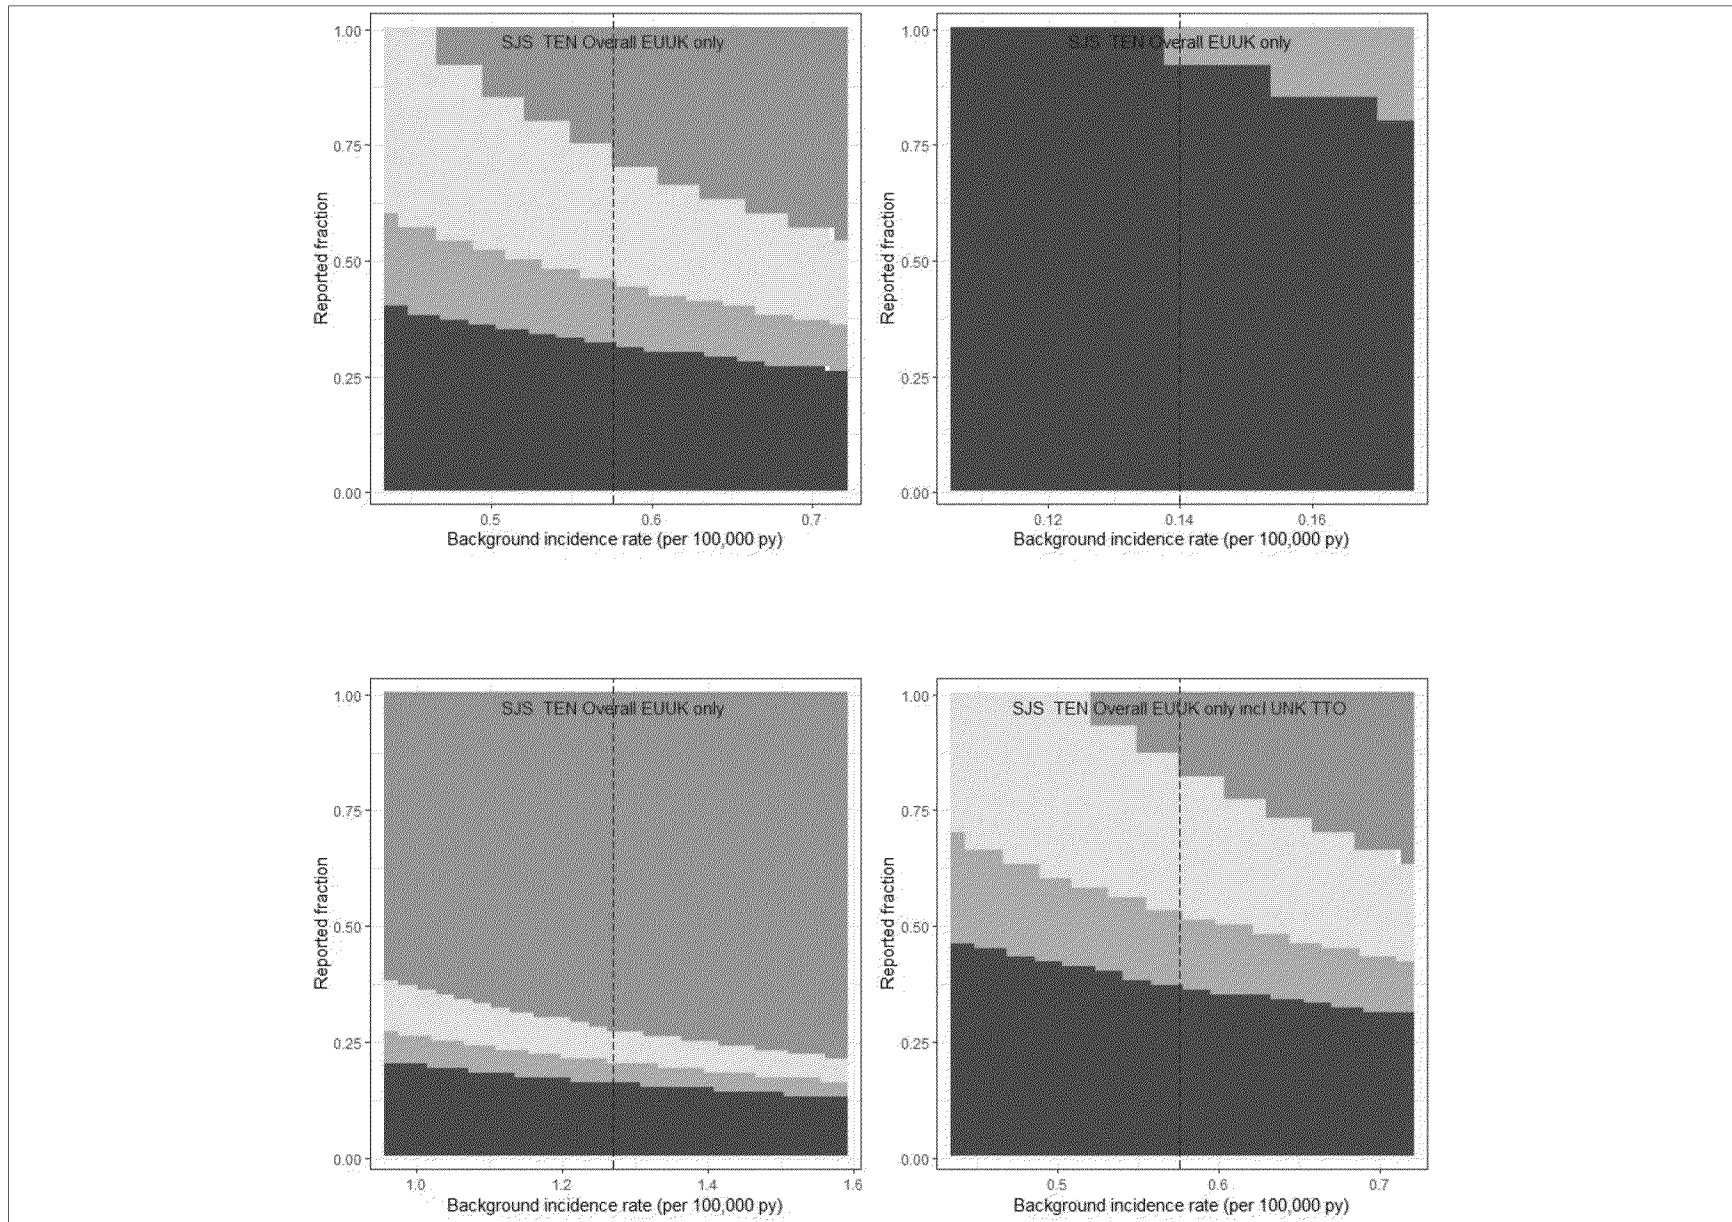 SJS TEN Overall EUUK only
1.00
0.75
0.50
0.25
0.00
Reported fraction
0.5 0.6 0.7
Background incidence rate (per 100,000 py)
SJS TEN Overall EUUK only
1.00
0.75
0.50
0.25
0.00
Reported fraction
0.12 0.14 0.16
Background incidence rate (per 100,000 py)
SJS TEN Overall EUUK only
1.00
0.75
0.50
0.25
0.00
Reported fraction
1.0 1.2 1.4 1.6
Background incidence rate (per 100,000 py)
SJS TEN Overall EUUK only incl UNK TTO
1.00
0.75
0.50
0.25
0.00
Reported fraction
0.5 0.6 0.7
Background incidence rate (per 100,000 py)